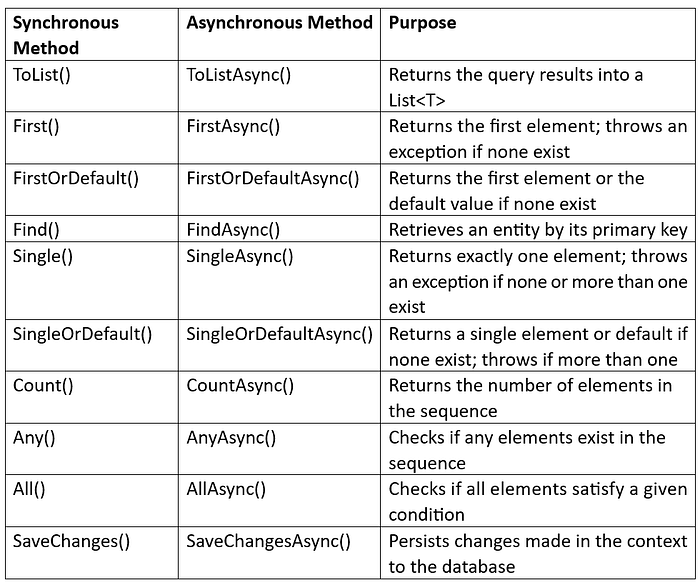 Synchronous Method Asynchronous Method Purpose
ToList() ToListAsync() Returns the query results into a
List<T>
First() FirstAsync() Returns the first element; throws an
exception if none exist
FirstOrDefault() FirstOrDefaultAsync() Returns the first element or the
default value if none exist
Find() FindAsync() Retrieves an entity by its primary key
Single() SingleAsync() Returns exactly one element; throws
an exception if none or more than one
exist
SingleOrDefault() SingleOrDefaultAsync() Returns a single element or default if
none exist; throws if more than one
Count() CountAsync() Returns the number of elements in
the sequence
Any() AnyAsync() Checks if any elements exist in the
sequence
All() AllAsync() Checks if all elements satisfy a given
condition
SaveChanges() SaveChangesAsync() Persists changes made in the context
to the database